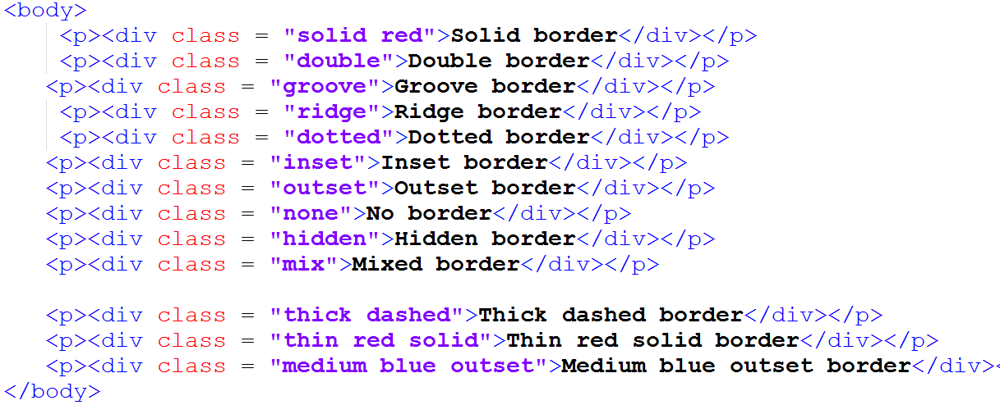 <body>
<p><div class = "solid red">Solid border</div></p>
<p><div class = "double">Double border</div></p>
<p><div class = "groove">Groove border</div></p>
<p><div class = "ridge">Ridge border</div></p>
<p><div class = "dotted">Dotted border</div></p>
<p><div class = "inset">Inset border</div></p>
<p><div class = "outset">Outset border</div></p>
<p><div class = "none">No border</div></p>
<p><div class = "hidden">Hidden border</div></p>
<p><div class = "mix">Mixed border</div></p>
<p><div class = "thick dashed">Thick dashed border</div></p>
<p><div class = "thin red solid">Thin red solid border</div></p>
<p><div class = "medium blue outset">Medium blue outset border</div><
</body>